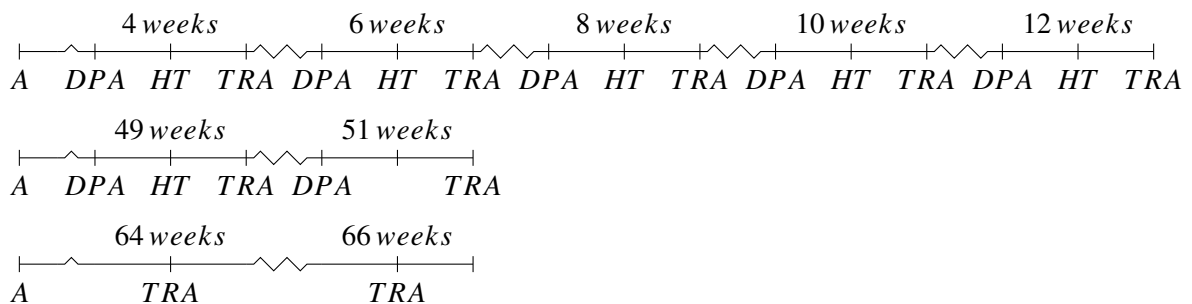 4 weeks 6 weeks 8 weeks 10 weeks 12 weeks
A DPA HT TRA DPA HT TRA DPA HT TRA DPA HT TRA DPA HT TRA
49 weeks 51 weeks
A DPA HT TRA DPA TRA
64 weeks 66 weeks
A TRA TRA